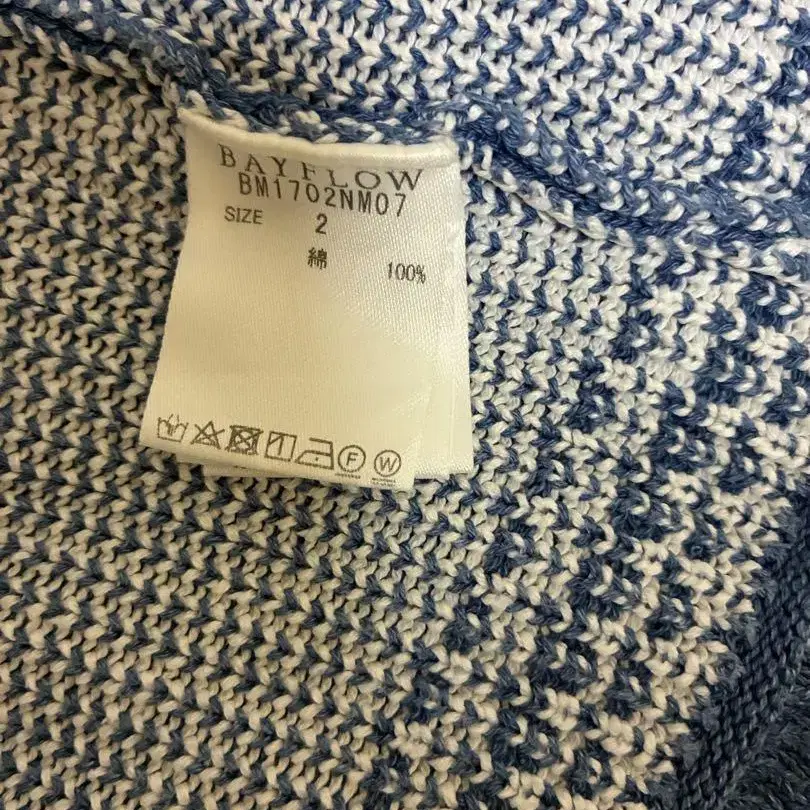 BAYFLOW
BM1702NM07
SIZE 2
綿 100%
F W